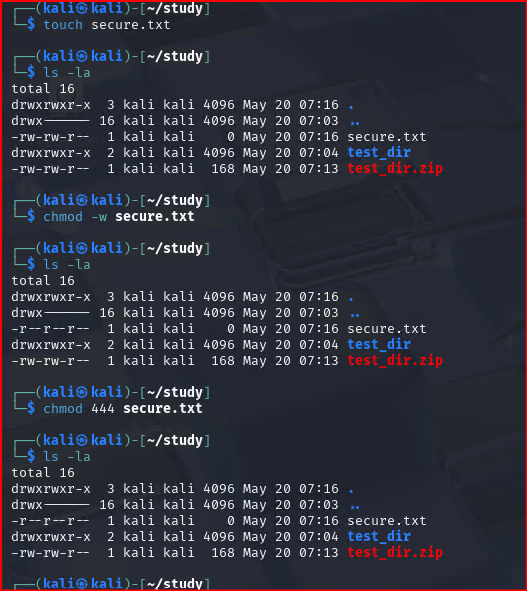 ┌──(kali㉿kali)-[~/study]
└─$ touch secure.txt
┌──(kali㉿kali)-[~/study]
└─$ ls -la
total 16
drwxrwxr-x  3 kali kali 4096 May 20 07:16 .
drwx------ 16 kali kali 4096 May 20 07:03 ..
-rw-rw-r--  1 kali kali    0 May 20 07:16 secure.txt
drwxrwxr-x  2 kali kali 4096 May 20 07:04 test_dir
-rw-rw-r--  1 kali kali  168 May 20 07:13 test_dir.zip
┌──(kali㉿kali)-[~/study]
└─$ chmod -w secure.txt
┌──(kali㉿kali)-[~/study]
└─$ ls -la
total 16
drwxrwxr-x  3 kali kali 4096 May 20 07:16 .
drwx------ 16 kali kali 4096 May 20 07:03 ..
-r--r--r--  1 kali kali    0 May 20 07:16 secure.txt
drwxrwxr-x  2 kali kali 4096 May 20 07:04 test_dir
-rw-rw-r--  1 kali kali  168 May 20 07:13 test_dir.zip
┌──(kali㉿kali)-[~/study]
└─$ chmod 444 secure.txt
┌──(kali㉿kali)-[~/study]
└─$ ls -la
total 16
drwxrwxr-x  3 kali kali 4096 May 20 07:16 .
drwx------ 16 kali kali 4096 May 20 07:03 ..
-r--r--r--  1 kali kali    0 May 20 07:16 secure.txt
drwxrwxr-x  2 kali kali 4096 May 20 07:04 test_dir
-rw-rw-r--  1 kali kali  168 May 20 07:13 test_dir.zip
┌──(kali㉿kali)-[~/study]